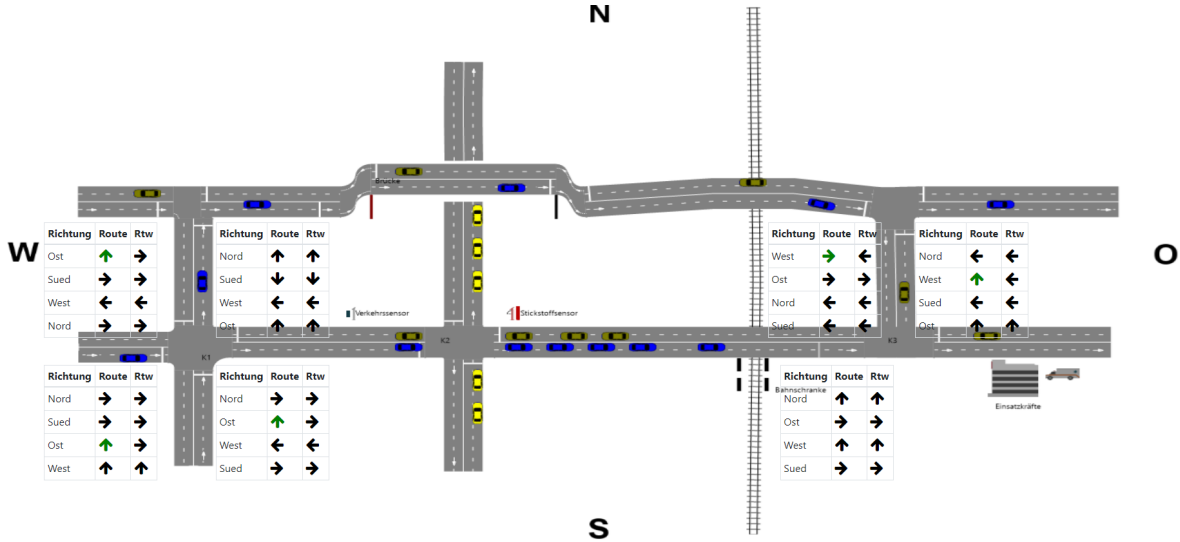 N
Brücke
W
O
Richtung Route Rtw
Ost
Sued
West
Nord
Richtung Route Rtw
Nord
Sued
West
Ost
Richtung Route Rtw
West
Ost
Nord
Sued
Richtung Route Rtw
Nord
West
Sued
Ost
Verkehrssensor
Stickstoffsensor
K1
K2
K3
Richtung Route Rtw
Nord
Sued
Ost
West
Richtung Route Rtw
Nord
Ost
West
Sued
Bahnschranke
Richtung Route Rtw
Nord
Ost
West
Sued
Einsatzkräfte
S